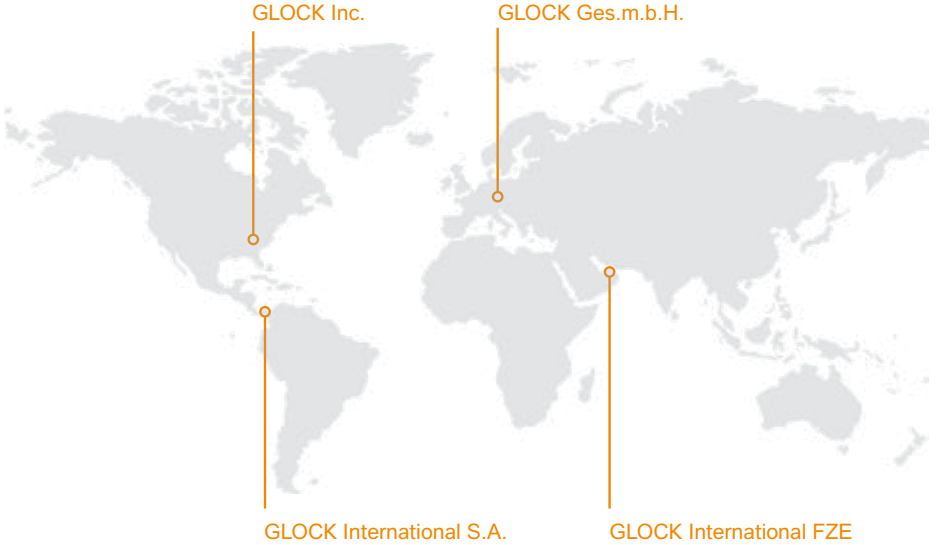 GLOCK Inc.
GLOCK Ges.m.b.H.
GLOCK International S.A.
GLOCK International FZE